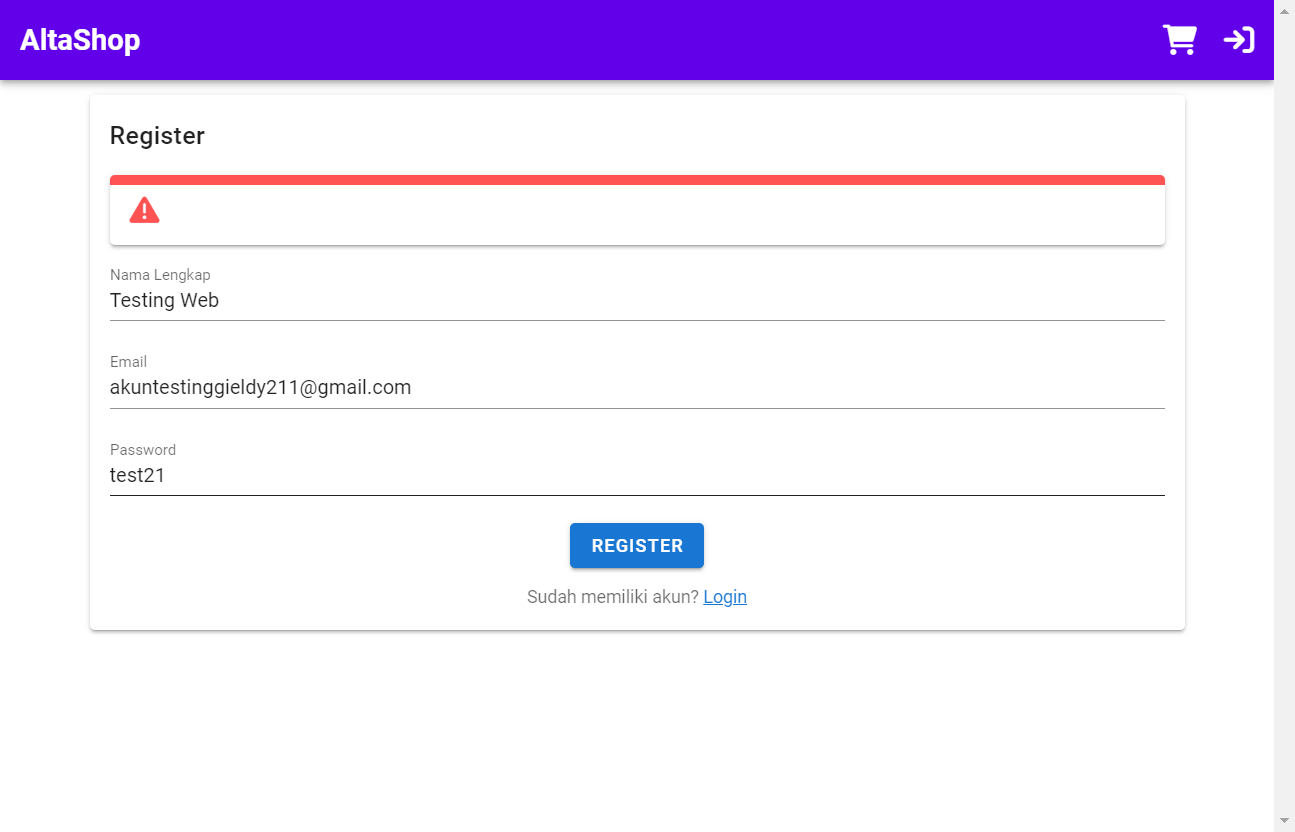 AltaShop
Register
Nama Lengkap
Testing Web
Email
akuntestinggieldy211@gmail.com
Password
test21
REGISTER
Sudah memiliki akun? Login